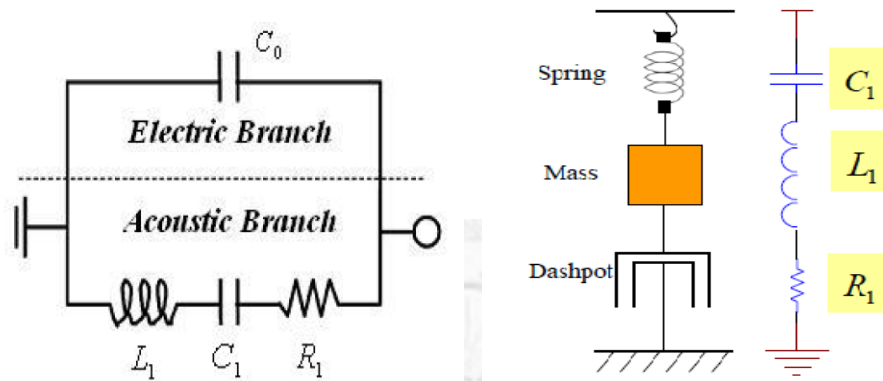 C₀
Electric Branch
Acoustic Branch
L₁ C₁ R₁
Spring
Mass
Dashpot
C₁
L₁
R₁